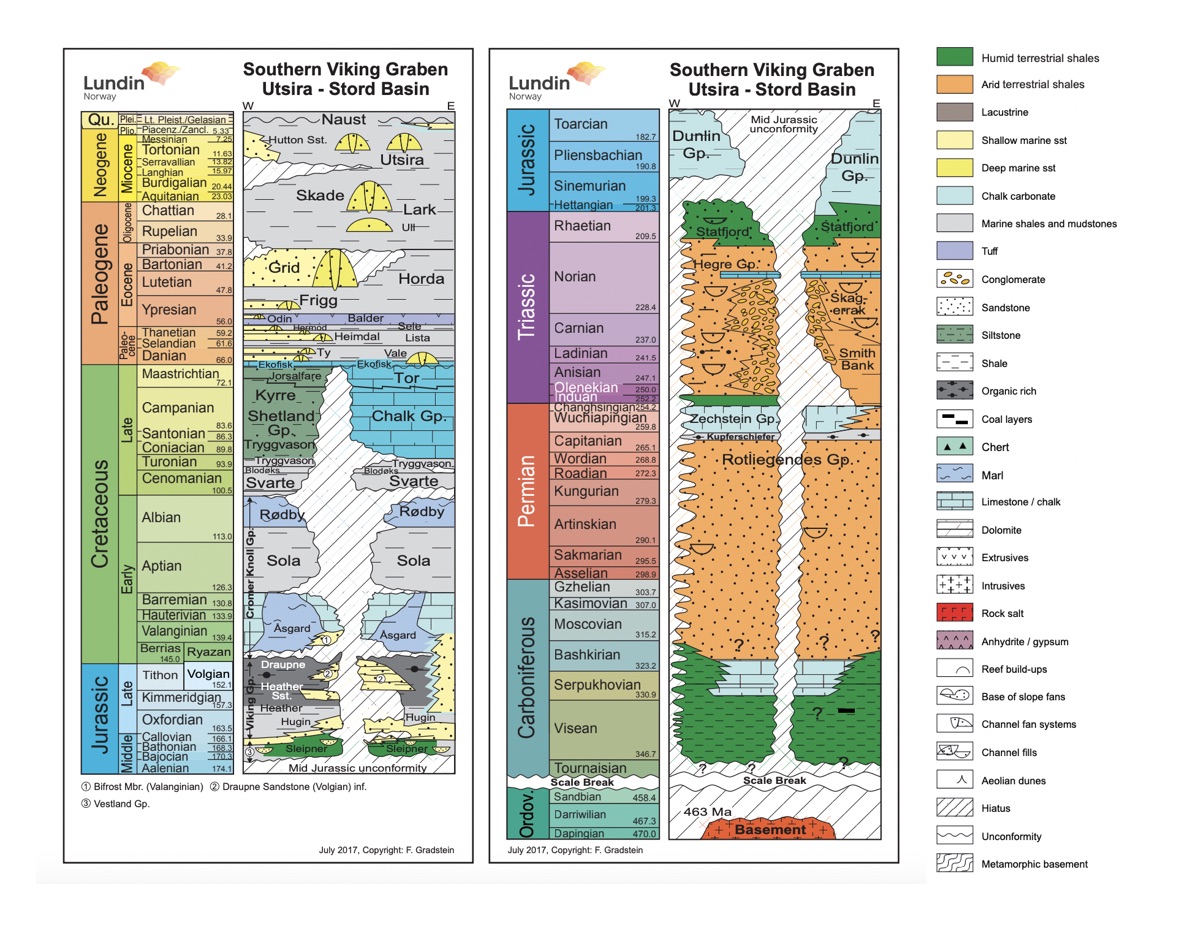 Lundin
Norway
Southern Viking Graben
Utsira - Stord Basin
W
E
Qu.
Plei.
Lt. Pleist./Gelasian
Plio.
Piacenz./Zancl. 5.33
Neogene
Miocene
Messinian 7.25
Tortonian 11.63
Serravallian 13.82
Langhian 15.97
Burdigalian 20.44
Aquitanian 23.03
Paleogene
Oligocene
Chattian 28.1
Rupelian 33.9
Eocene
Priabonian 37.8
Bartonian 41.2
Lutetian 47.8
Ypresian 56.0
Paleo-
cene
Thanetian 59.2
Selandian 61.6
Danian 66.0
Cretaceous
Late
Maastrichtian 72.1
Campanian 83.6
Santonian 86.3
Coniacian 89.8
Turonian 93.9
Cenomanian 100.5
Early
Albian 113.0
Aptian 126.3
Barremian 130.8
Hauterivian 133.9
Valanginian 139.4
Berrias 145.0
Ryazan
Jurassic
Late
Tithon
Volgian 152.1
Kimmeridgian 157.3
Oxfordian 163.5
Middle
Callovian 166.1
Bathonian 168.3
Bajocian 170.3
Aalenian 174.1
Naust
Hutton Sst.
Utsira
Skade
Lark
Ull
Grid
Horda
Frigg
Odin
Balder
Hermod
Sele
Heimdal
Lista
Ty
Vale
Ekofisk
Ekofisk
Jorsalfare
Tor
Kyrre
Shetland
Gp.
Chalk Gp.
Tryggvason
Tryggvason
Tryggvason
Blodøks
Blodøks
Svarte
Svarte
Rødby
Rødby
Cromer Knoll Gp.
Sola
Sola
Åsgard
Åsgard
①
Viking Gp.
Draupne
②
②
Heather
Sst.
Heather
Hugin
Hugin
③
Sleipner
Sleipner
Mid Jurassic unconformity
① Bifrost Mbr. (Valanginian) ② Draupne Sandstone (Volgian) inf.
③ Vestland Gp.
July 2017, Copyright: F. Gradstein
Lundin
Norway
Southern Viking Graben
Utsira - Stord Basin
W
E
Jurassic
Toarcian 182.7
Pliensbachian 190.8
Sinemurian 199.3
Hettangian 201.3
Triassic
Rhaetian 209.5
Norian 228.4
Carnian 237.0
Ladinian 241.5
Anisian 247.1
Olenekian 250.0
Induan 252.2
Permian
Changhsingian 254.2
Wuchiapingian 259.8
Capitanian 265.1
Wordian 268.8
Roadian 272.3
Kungurian 279.3
Artinskian 290.1
Sakmarian 295.5
Asselian 298.9
Carboniferous
Gzhelian 303.7
Kasimovian 307.0
Moscovian 315.2
Bashkirian 323.2
Serpukhovian 330.9
Visean 346.7
Tournaisian
Scale Break
Ordov.
Sandbian 458.4
Darriwilian 467.3
Dapingian 470.0
Mid Jurassic
unconformity
Dunlin
Gp.
Dunlin
Gp.
Statfjord
Statfjord
Hegre Gp.
Skag-
errak
Smith
Bank
Zechstein Gp.
Kupferschiefer
Rotliegendes Gp.
?
?
?
?
?
?
?
Scale Break
463 Ma
Basement
July 2017, Copyright: F. Gradstein
Humid terrestrial shales
Arid terrestrial shales
Lacustrine
Shallow marine sst
Deep marine sst
Chalk carbonate
Marine shales and mudstones
Tuff
Conglomerate
Sandstone
Siltstone
Shale
Organic rich
Coal layers
Chert
Marl
Limestone / chalk
Dolomite
Extrusives
Intrusives
Rock salt
Anhydrite / gypsum
Reef build-ups
Base of slope fans
Channel fan systems
Channel fills
Aeolian dunes
Hiatus
Unconformity
Metamorphic basement